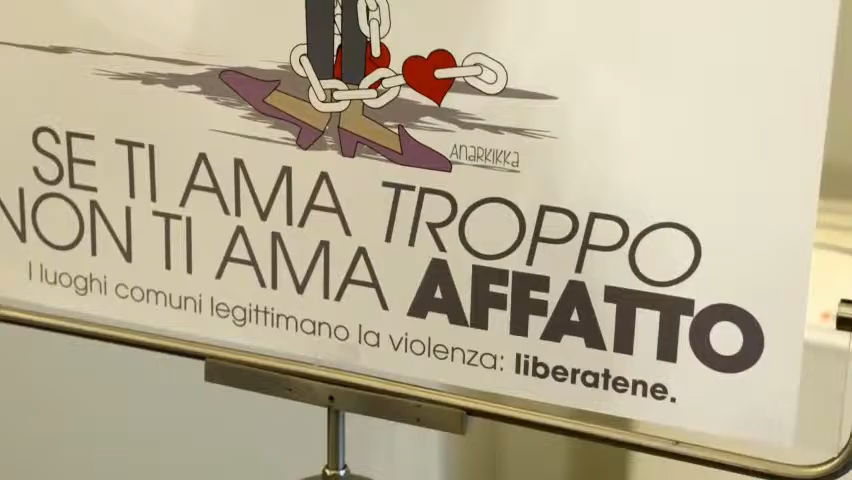 ANARKIKKA
SE TI AMA TROPPO
NON TI AMA AFFATTO
I luoghi comuni legittimano la violenza: liberatene.